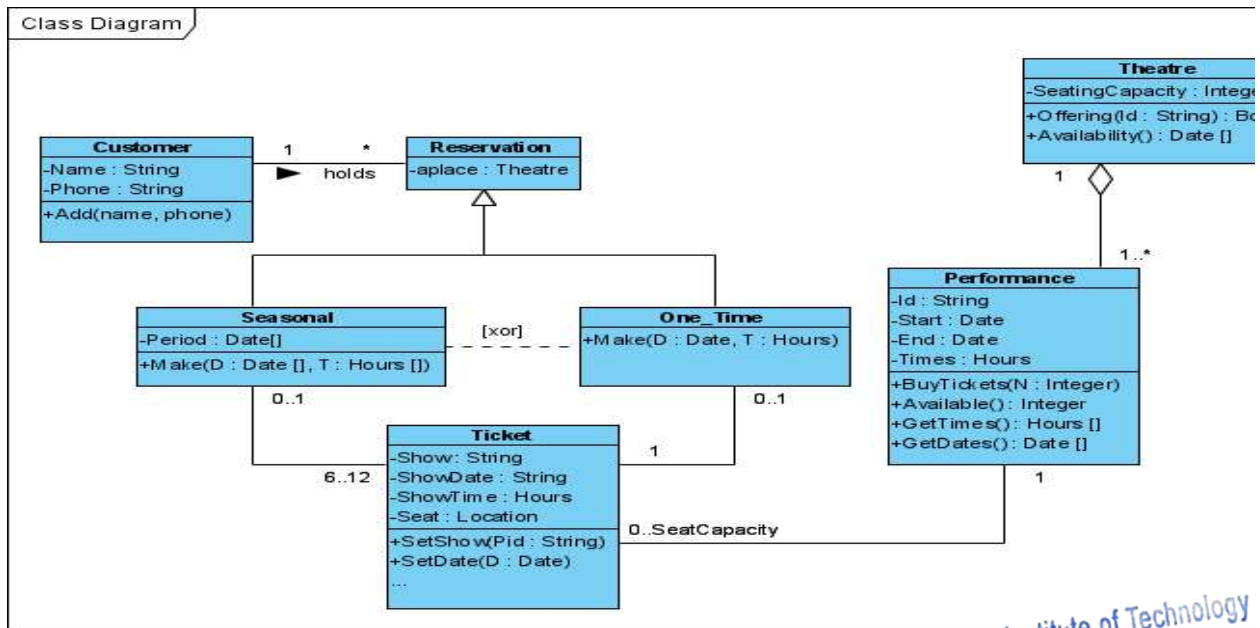 Class Diagram
Theatre
-SeatingCapacity : Intege
+Offering(Id : String) : Bo
+Availability() : Date []
Customer
-Name : String
-Phone : String
+Add(name, phone)
1
*
holds
Reservation
-aplace : Theatre
1
1..*
Seasonal
-Period : Date[]
+Make(D : Date [], T : Hours [])
[xor]
One_Time
+Make(D : Date, T : Hours)
Performance
-Id : String
-Start : Date
-End : Date
-Times : Hours
+BuyTickets(N : Integer)
+Available() : Integer
+GetTimes() : Hours []
+GetDates() : Date []
0..1
0..1
Ticket
-Show : String
-ShowDate : String
-ShowTime : Hours
-Seat : Location
+SetShow(Pid : String)
+SetDate(D : Date)
...
6..12
1
1
0..SeatCapacity
of Technology